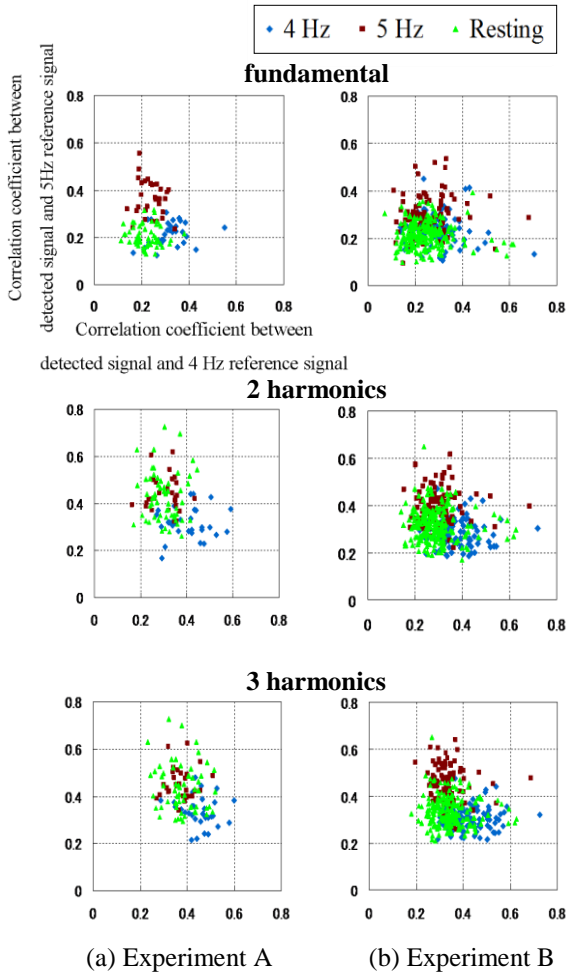 4 Hz 5 Hz Resting
fundamental
Correlation coefficient between
detected signal and 5Hz reference signal
0.8 0.8
0.6 0.6
0.4 0.4
0.2 0.2
0 0
0 0.2 0.4 0.6 0.8 0 0.2 0.4 0.6 0.8
Correlation coefficient between
detected signal and 4 Hz reference signal
2 harmonics
0.8 0.8
0.6 0.6
0.4 0.4
0.2 0.2
0 0
0 0.2 0.4 0.6 0.8 0 0.2 0.4 0.6 0.8
3 harmonics
0.8 0.8
0.6 0.6
0.4 0.4
0.2 0.2
0 0
0 0.2 0.4 0.6 0.8 0 0.2 0.4 0.6 0.8
(a) Experiment A (b) Experiment B